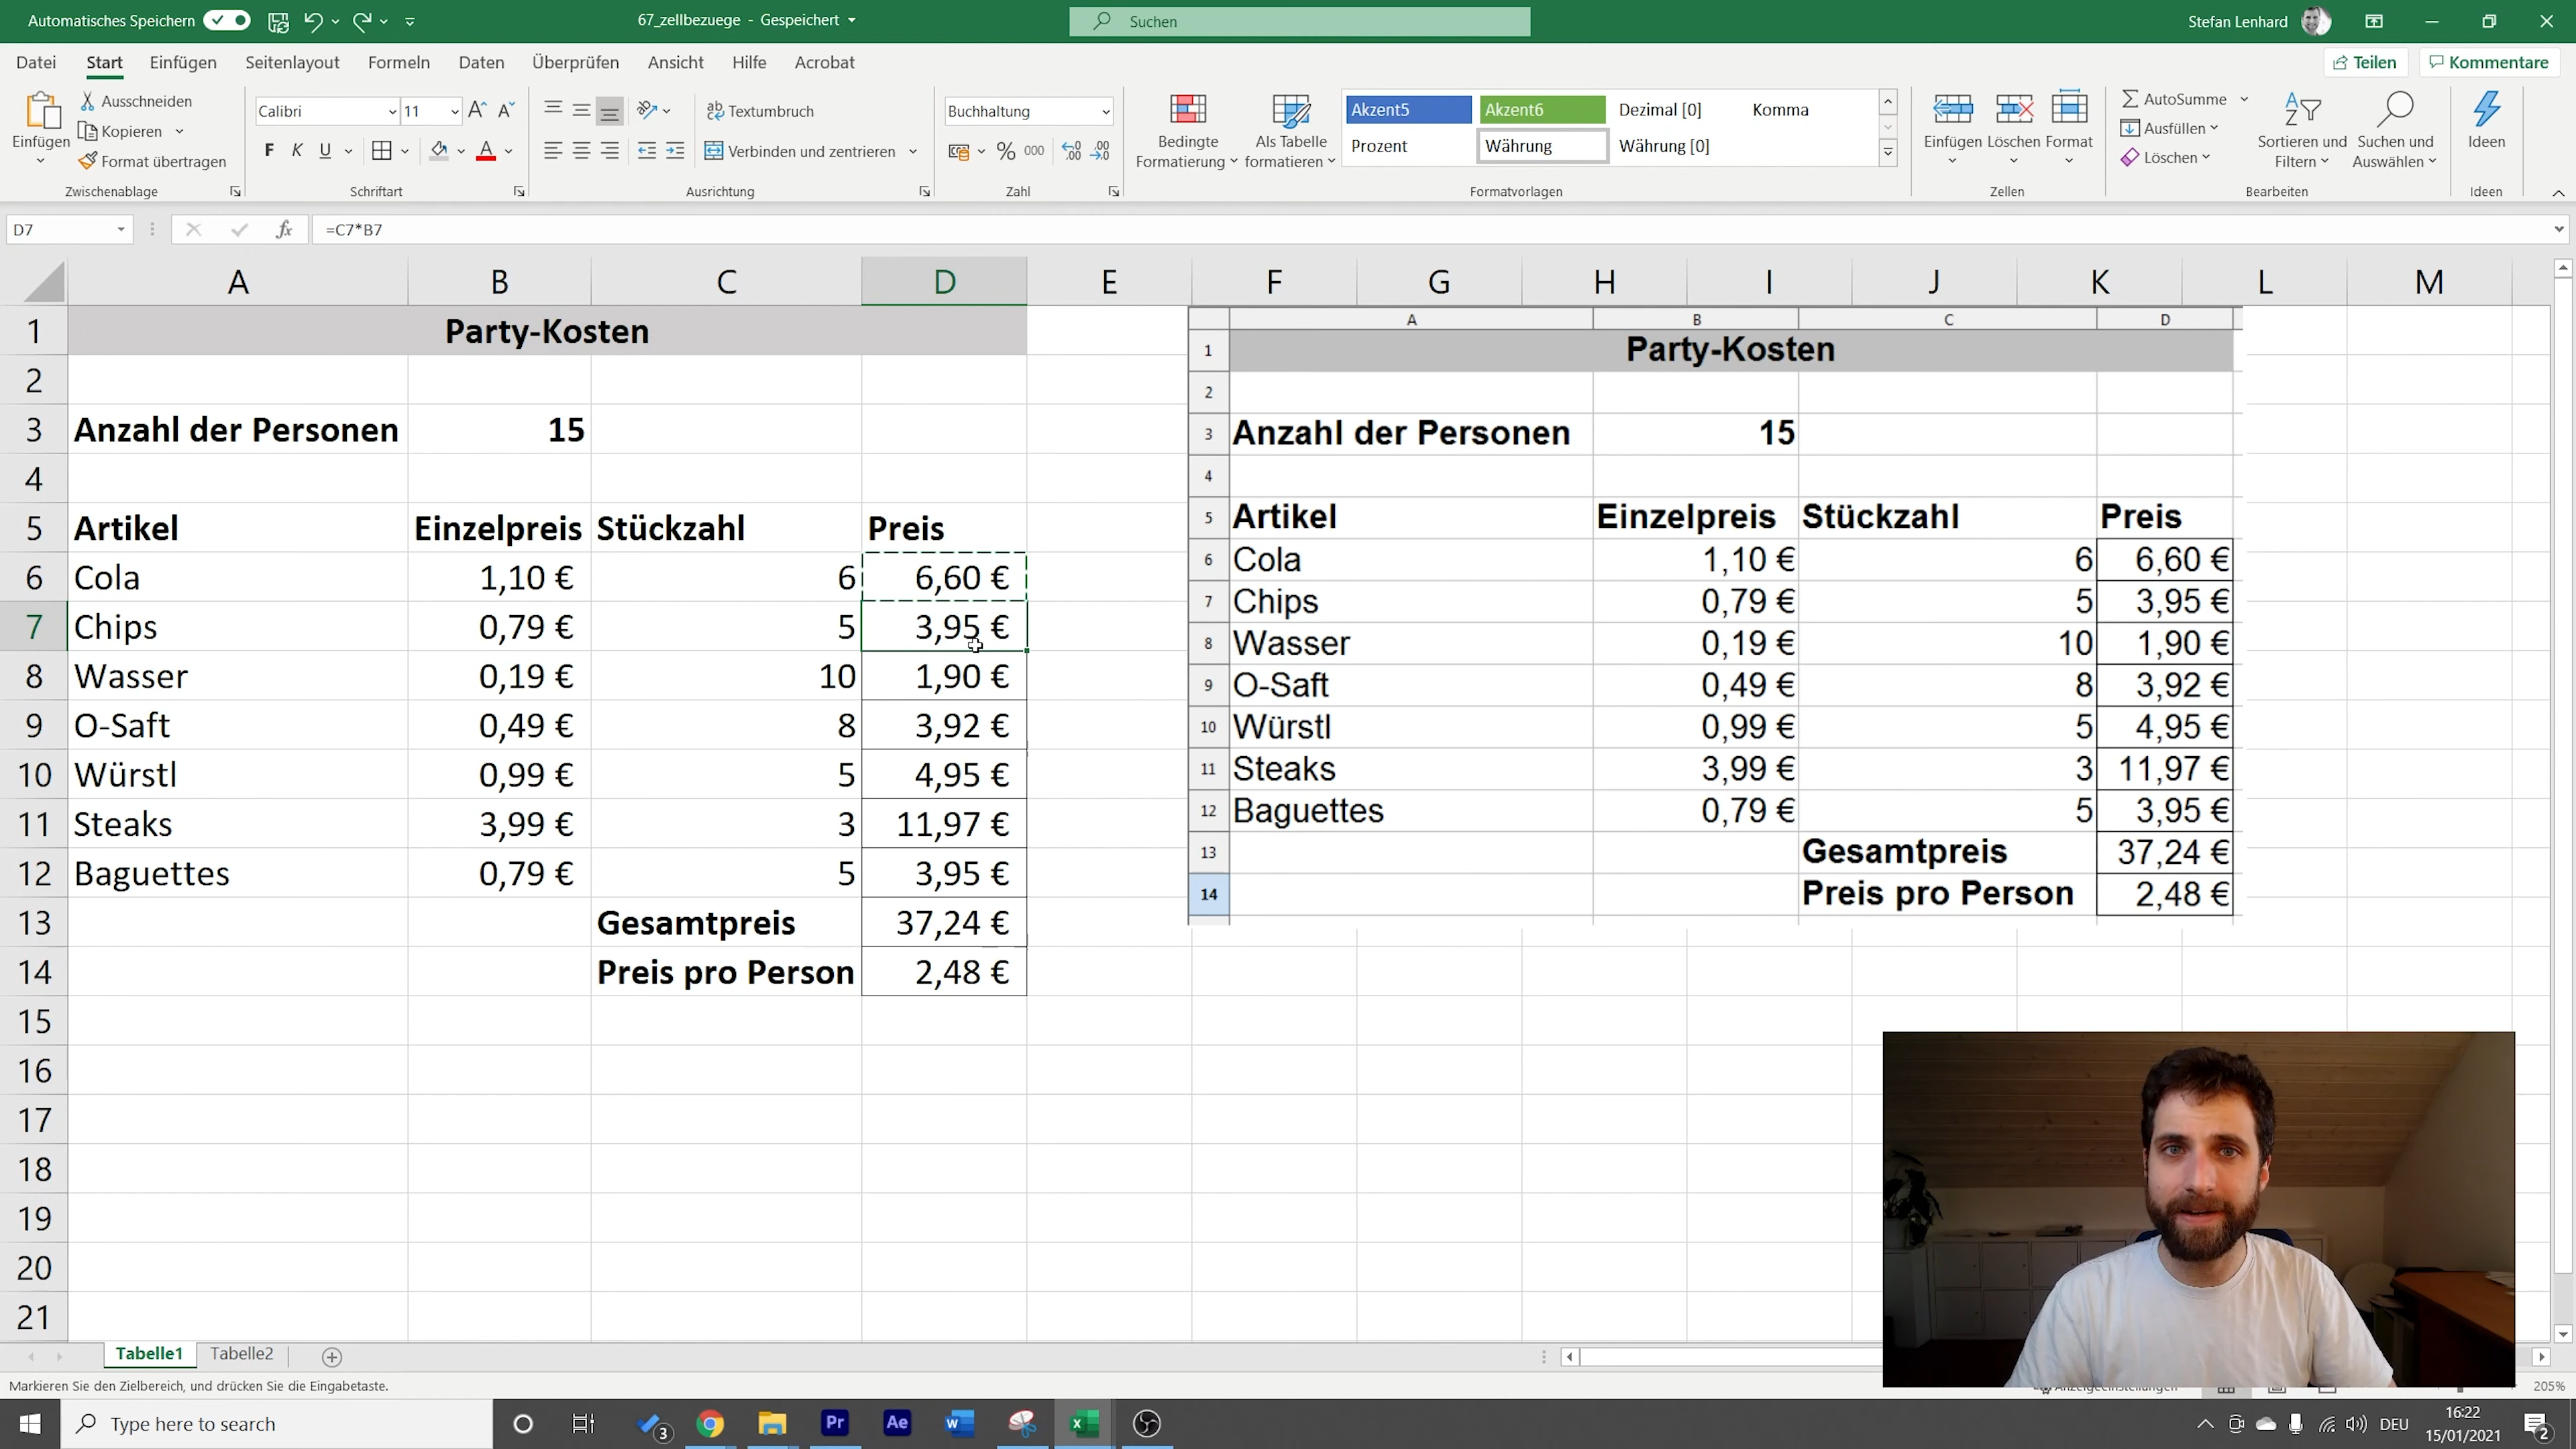 Automatisches Speichern
67_zellbezuege - Gespeichert
Suchen
Stefan Lenhard
Datei Start Einfügen Seitenlayout Formeln Daten Überprüfen Ansicht Hilfe Acrobat
Teilen Kommentare
Einfügen
Ausschneiden
Kopieren
Format übertragen
Zwischenablage
Calibri 11
F K U A
Schriftart
Textumbruch
Verbinden und zentrieren
Ausrichtung
Buchhaltung
% 000
Zahl
Bedingte Formatierung
Als Tabelle formatieren
Akzent5 Akzent6 Dezimal [0] Komma
Prozent Währung Währung [0]
Formatvorlagen
Einfügen Löschen Format
Zellen
AutoSumme
Ausfüllen
Löschen
Sortieren und Filtern
Suchen und Auswählen
Bearbeiten
Ideen
Ideen
D7 fx =C7*B7
A B C D E F G H I J K L M
1 Party-Kosten
2
3 Anzahl der Personen 15
4
5 Artikel Einzelpreis Stückzahl Preis
6 Cola 1,10 € 6 6,60 €
7 Chips 0,79 € 5 3,95 €
8 Wasser 0,19 € 10 1,90 €
9 O-Saft 0,49 € 8 3,92 €
10 Würstl 0,99 € 5 4,95 €
11 Steaks 3,99 € 3 11,97 €
12 Baguettes 0,79 € 5 3,95 €
13 Gesamtpreis 37,24 €
14 Preis pro Person 2,48 €
15
16
17
18
19
20
21
A B C D
1 Party-Kosten
2
3 Anzahl der Personen 15
4
5 Artikel Einzelpreis Stückzahl Preis
6 Cola 1,10 € 6 6,60 €
7 Chips 0,79 € 5 3,95 €
8 Wasser 0,19 € 10 1,90 €
9 O-Saft 0,49 € 8 3,92 €
10 Würstl 0,99 € 5 4,95 €
11 Steaks 3,99 € 3 11,97 €
12 Baguettes 0,79 € 5 3,95 €
13 Gesamtpreis 37,24 €
14 Preis pro Person 2,48 €
Tabelle1 Tabelle2
Markieren Sie den Zielbereich, und drücken Sie die Eingabetaste.
205%
Type here to search
3
Pr Ae
DEU
16:22
15/01/2021
2